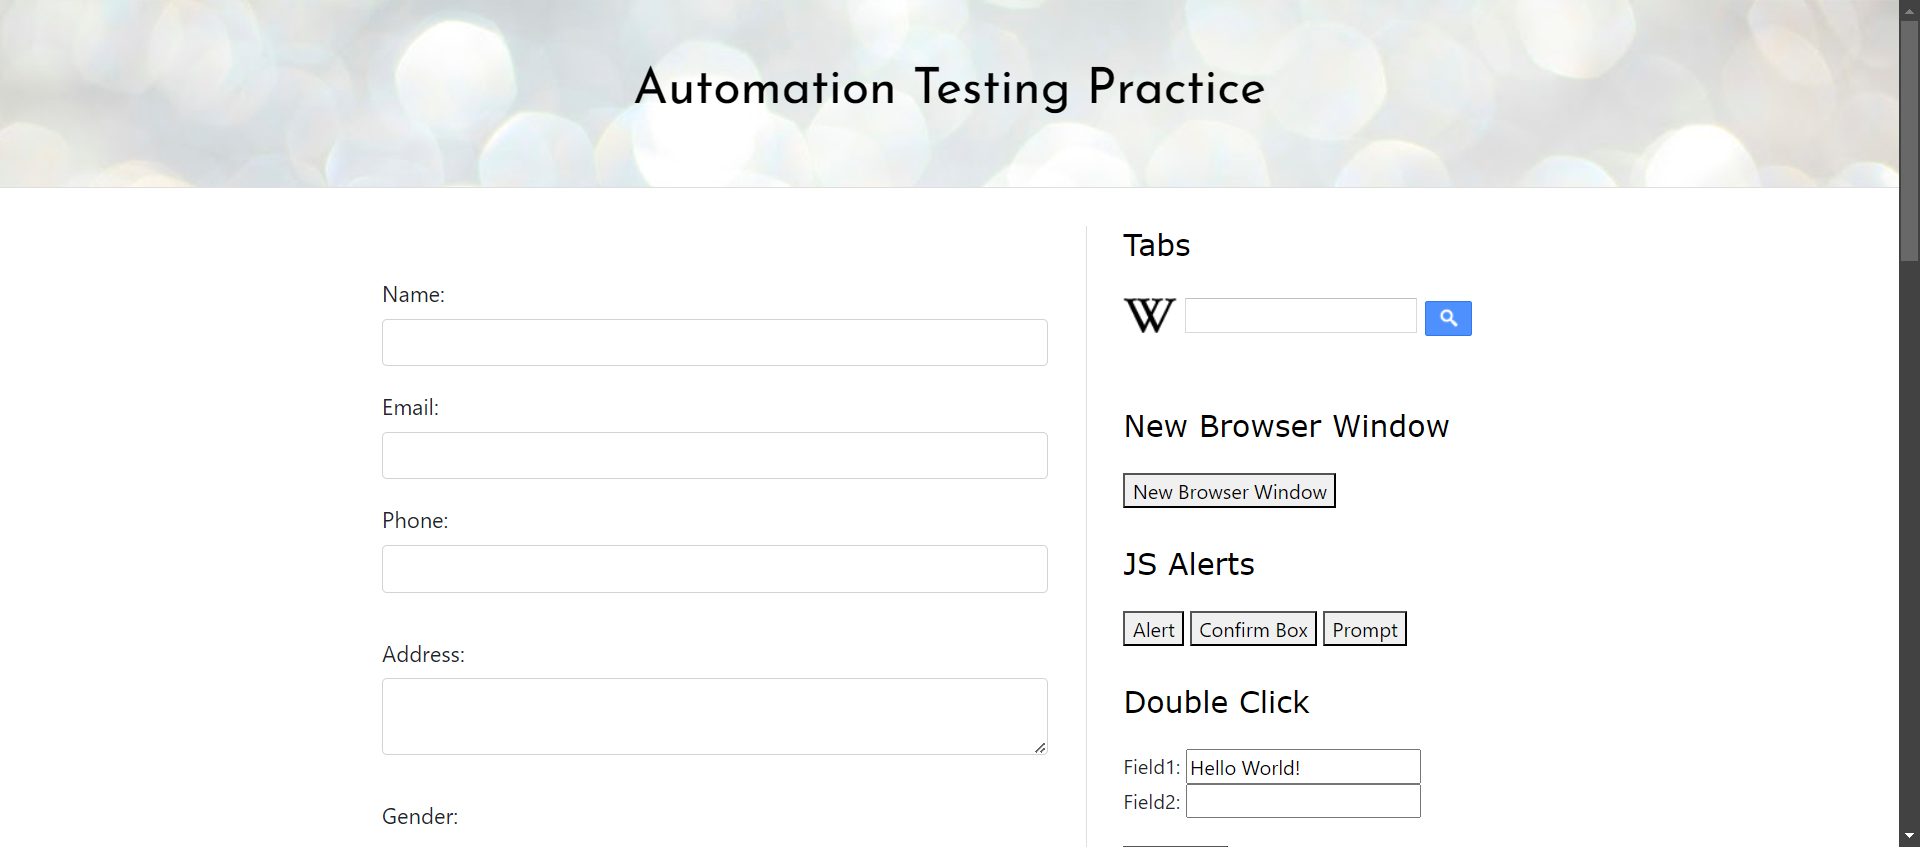 Automation Testing Practice
Name:
Email:
Phone:
Address:
Gender:
Tabs
W
New Browser Window
New Browser Window
JS Alerts
Alert Confirm Box Prompt
Double Click
Field1: Hello World!
Field2: